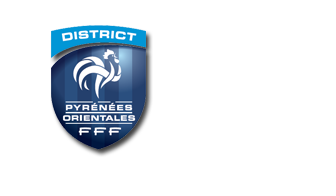 DISTRICT
PYRÉNÉES
ORIENTALES
FFF